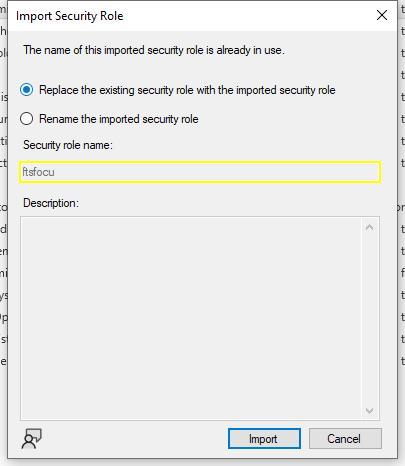 Import Security Role
The name of this imported security role is already in use.
Replace the existing security role with the imported security role
Rename the imported security role
Security role name:
ftsfocu
Description:
Import
Cancel